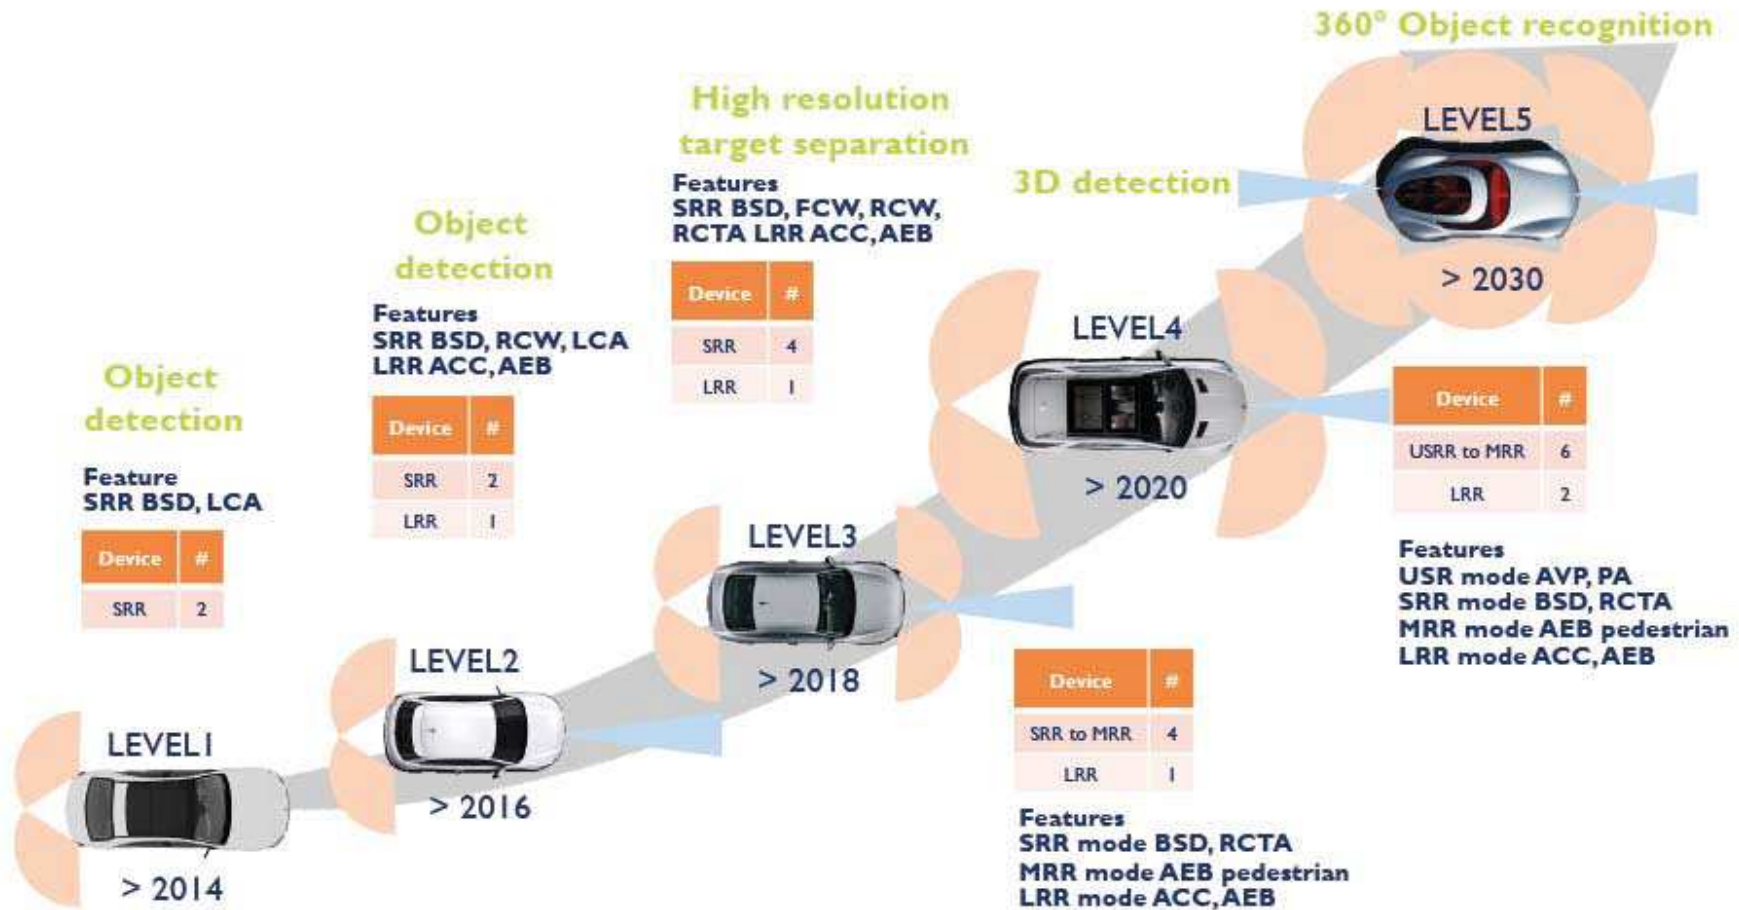 Object
detection
Feature
SRR BSD, LCA
Device #
SRR 2
LEVEL1
> 2014
Object
detection
Features
SRR BSD, RCW, LCA
LRR ACC, AEB
Device #
SRR 2
LRR 1
LEVEL2
> 2016
High resolution
target separation
Features
SRR BSD, FCW, RCW,
RCTA LRR ACC, AEB
Device #
SRR 4
LRR 1
LEVEL3
> 2018
3D detection
LEVEL4
> 2020
Device #
SRR to MRR 4
LRR 1
Features
SRR mode BSD, RCTA
MRR mode AEB pedestrian
LRR mode ACC, AEB
360° Object recognition
LEVEL5
> 2030
Device #
USRR to MRR 6
LRR 2
Features
USR mode AVP, PA
SRR mode BSD, RCTA
MRR mode AEB pedestrian
LRR mode ACC, AEB